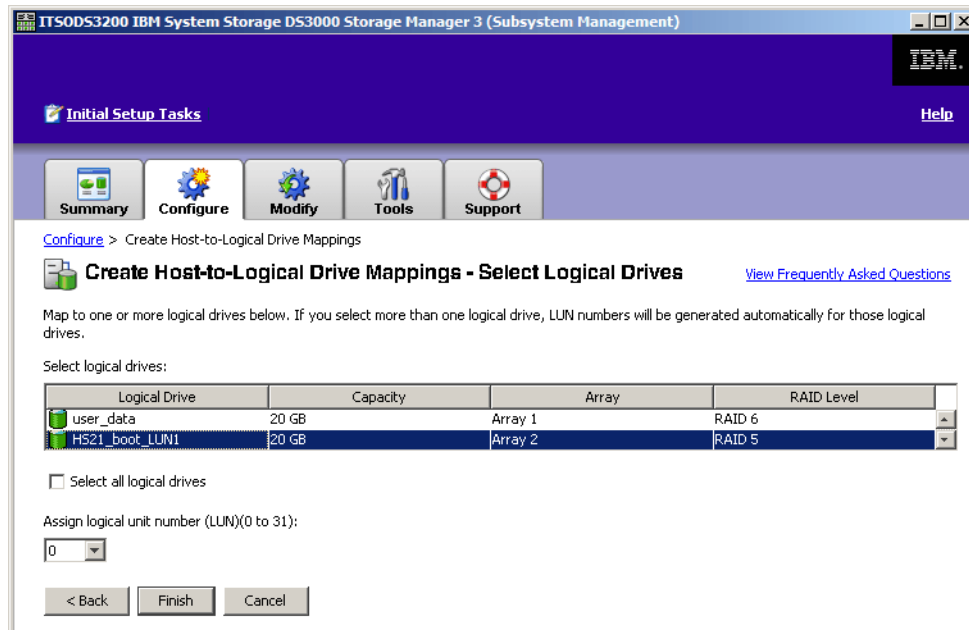 ITSODS3200 IBM System Storage DS3000 Storage Manager 3 (Subsystem Management)
IBM.
Initial Setup Tasks
Help
Summary
Configure
Modify
Tools
Support
Configure > Create Host-to-Logical Drive Mappings
Create Host-to-Logical Drive Mappings - Select Logical Drives
View Frequently Asked Questions
Map to one or more logical drives below. If you select more than one logical drive, LUN numbers will be generated automatically for those logical
drives.
Select logical drives:
Logical Drive Capacity Array RAID Level
user_data 20 GB Array 1 RAID 6
HS21_boot_LUN1 20 GB Array 2 RAID 5
Select all logical drives
Assign logical unit number (LUN)(0 to 31):
0
< Back Finish Cancel